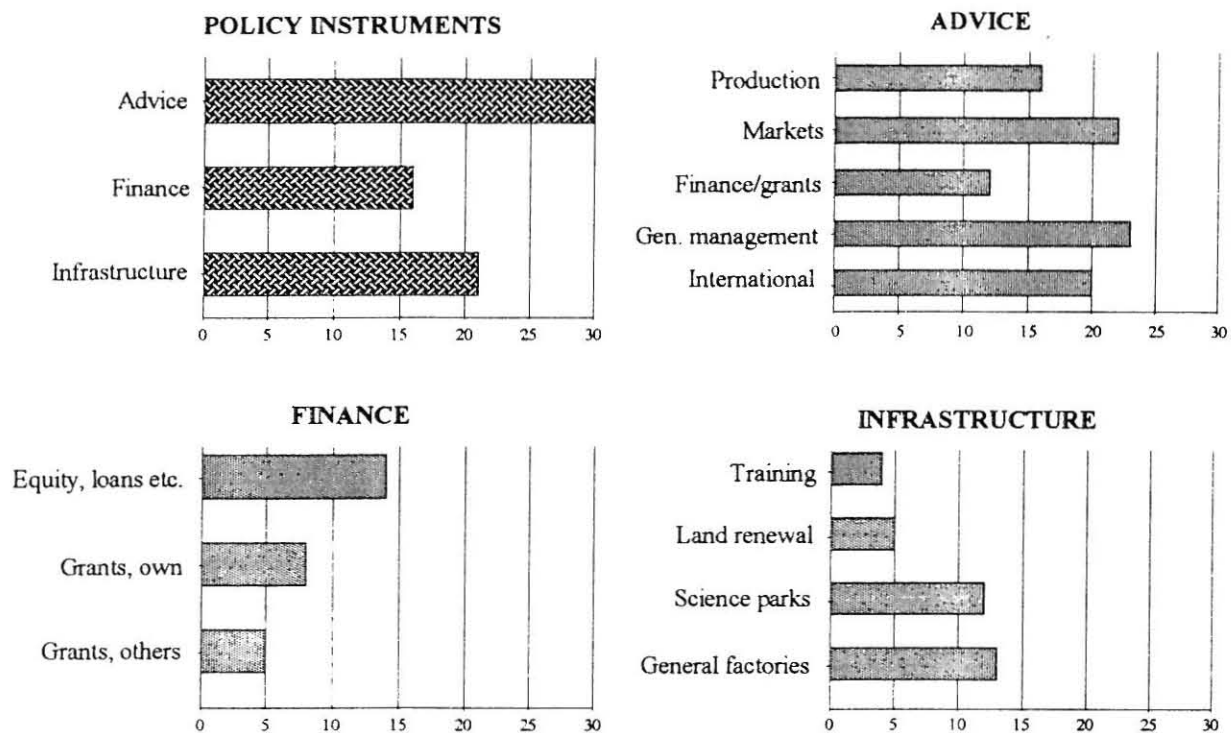 POLICY INSTRUMENTS
Advice
Finance
Infrastructure
0 5 10 15 20 25 30
ADVICE
Production
Markets
Finance/grants
Gen. management
International
0 5 10 15 20 25 30
FINANCE
Equity, loans etc.
Grants, own
Grants, others
0 5 10 15 20 25 30
INFRASTRUCTURE
Training
Land renewal
Science parks
General factories
0 5 10 15 20 25 30